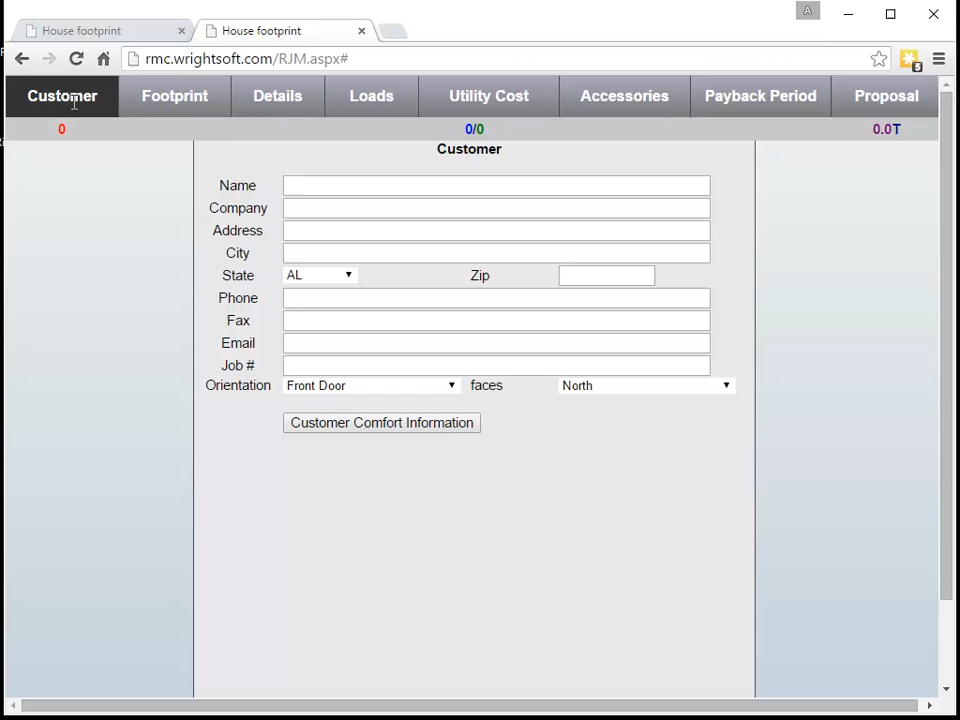 A
House footprint
House footprint
rmc.wrightsoft.com/RJM.aspx#
5
Customer Footprint Details Loads Utility Cost Accessories Payback Period Proposal
0 0/0 0.0T
Customer
Name
Company
Address
City
State AL Zip
Phone
Fax
Email
Job #
Orientation Front Door faces North
Customer Comfort Information